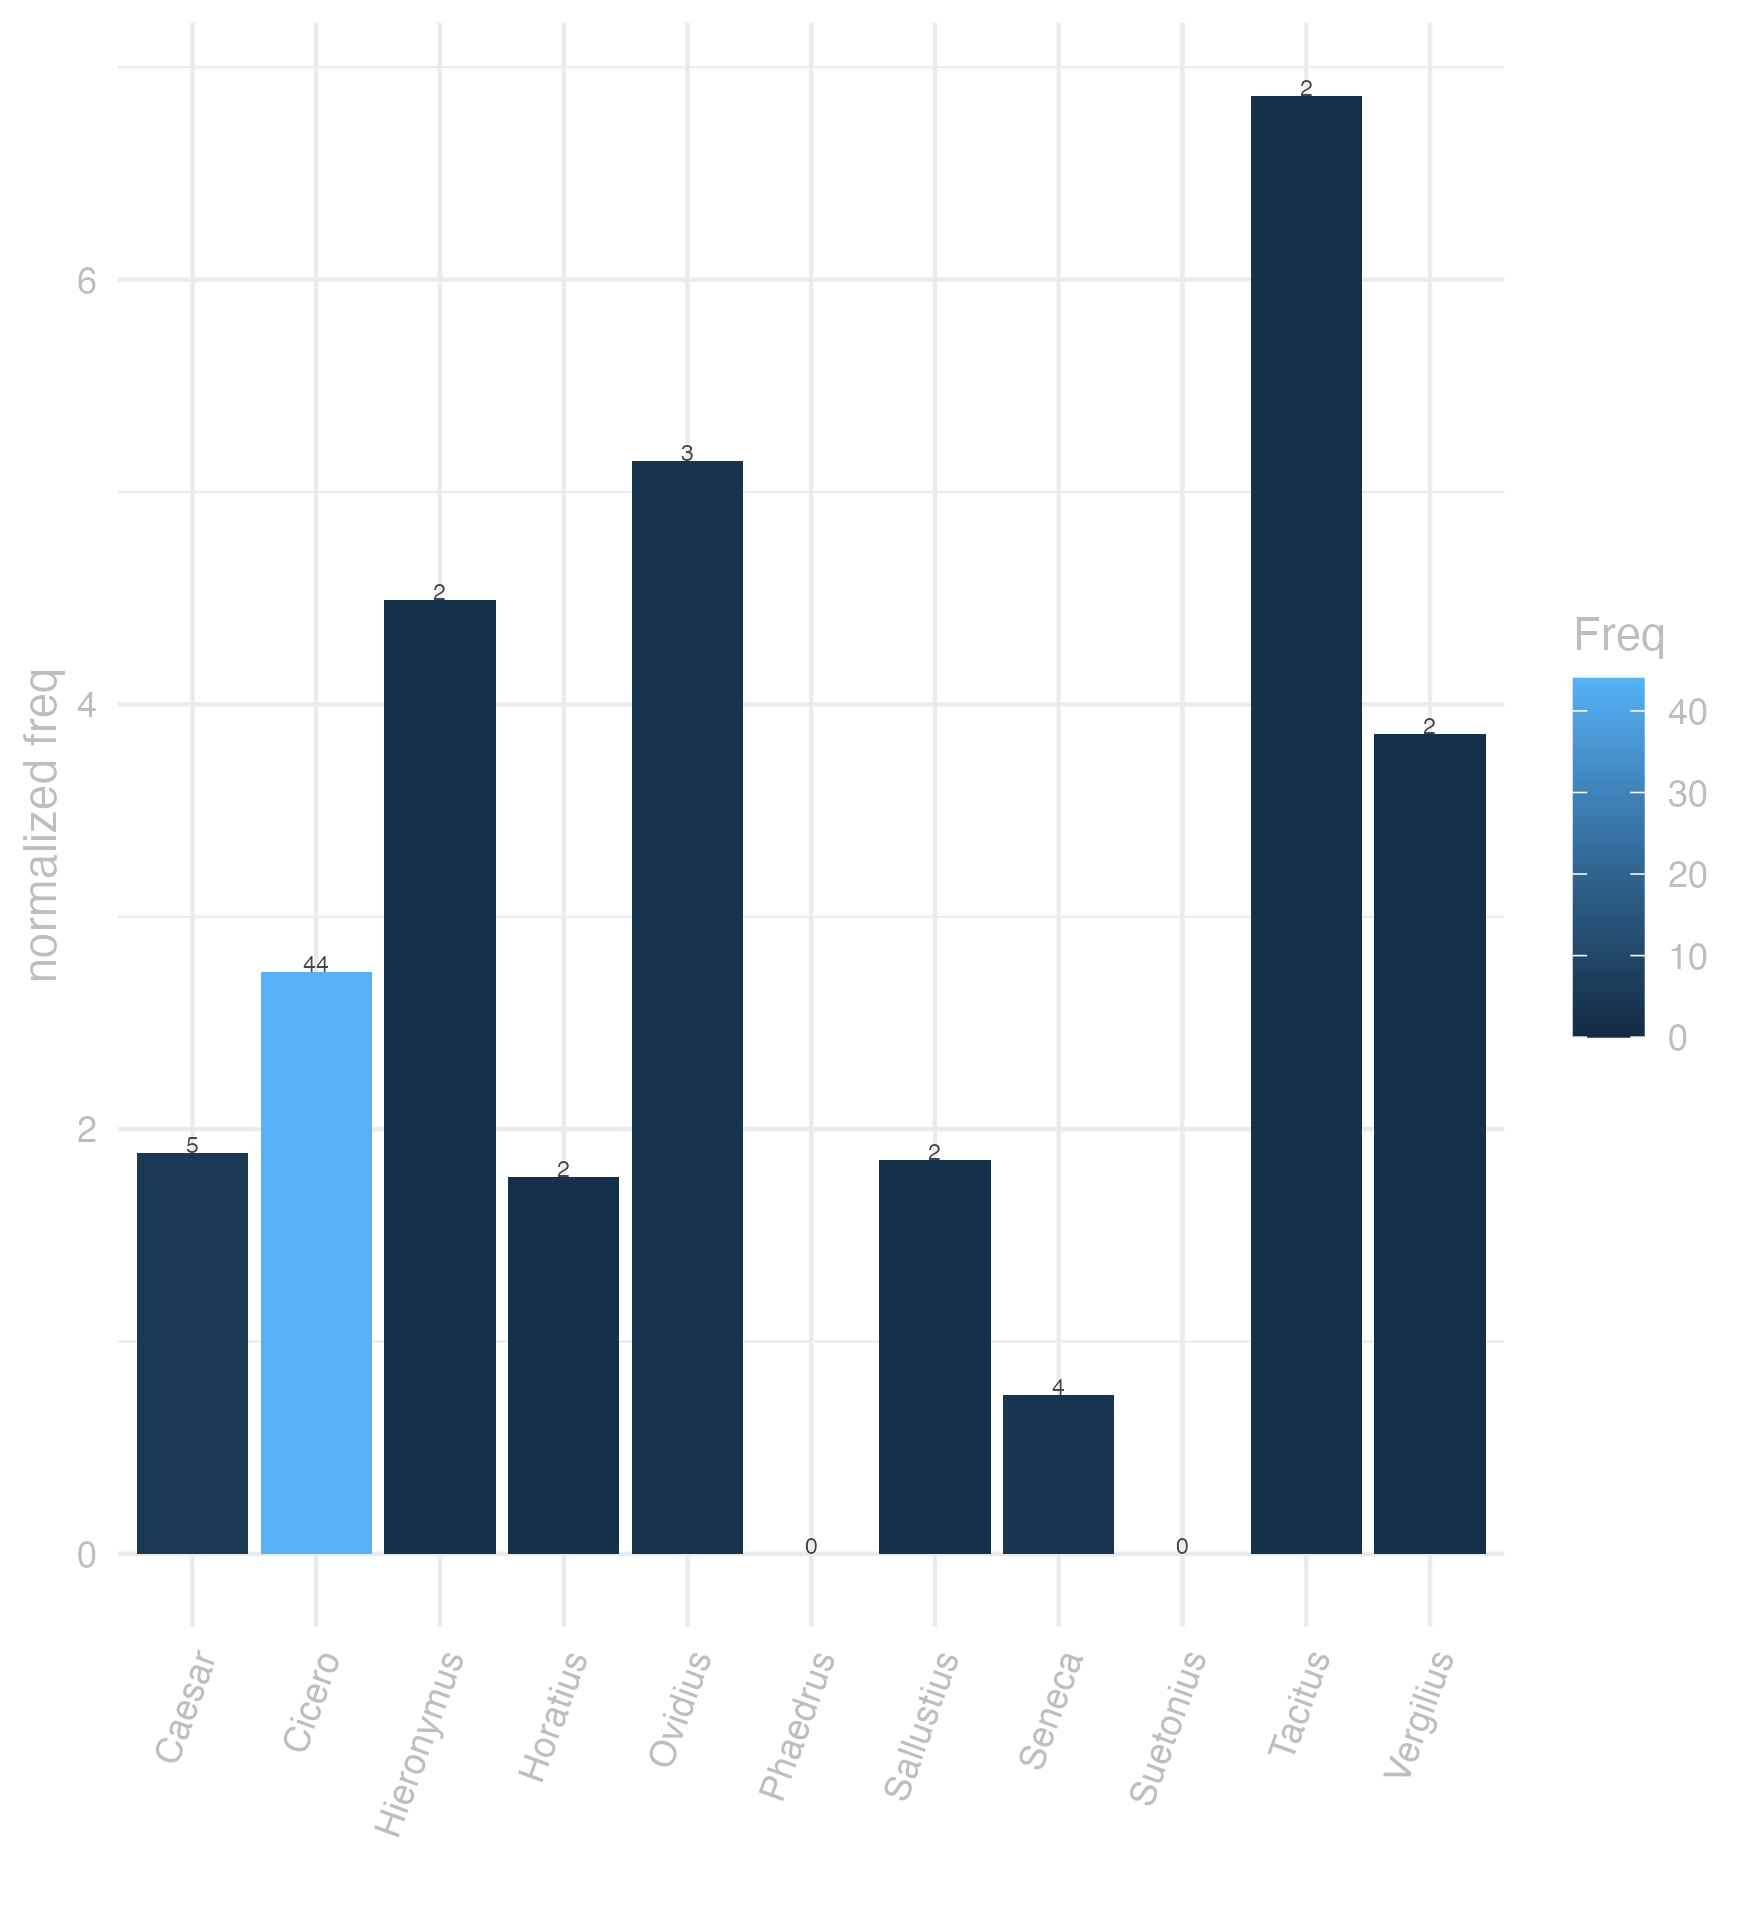 normalized freq
6
4
2
0
5
44
2
2
3
0
2
4
0
2
2
Caesar
Cicero
Hieronymus
Horatius
Ovidius
Phaedrus
Sallustius
Seneca
Suetonius
Tacitus
Vergilius
Freq
40
30
20
10
0